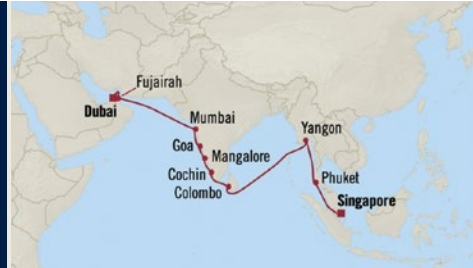 Fujairah
Dubai
Mumbai
Yangon
Goa
Mangalore
Cochin
Phuket
Colombo
Singapore